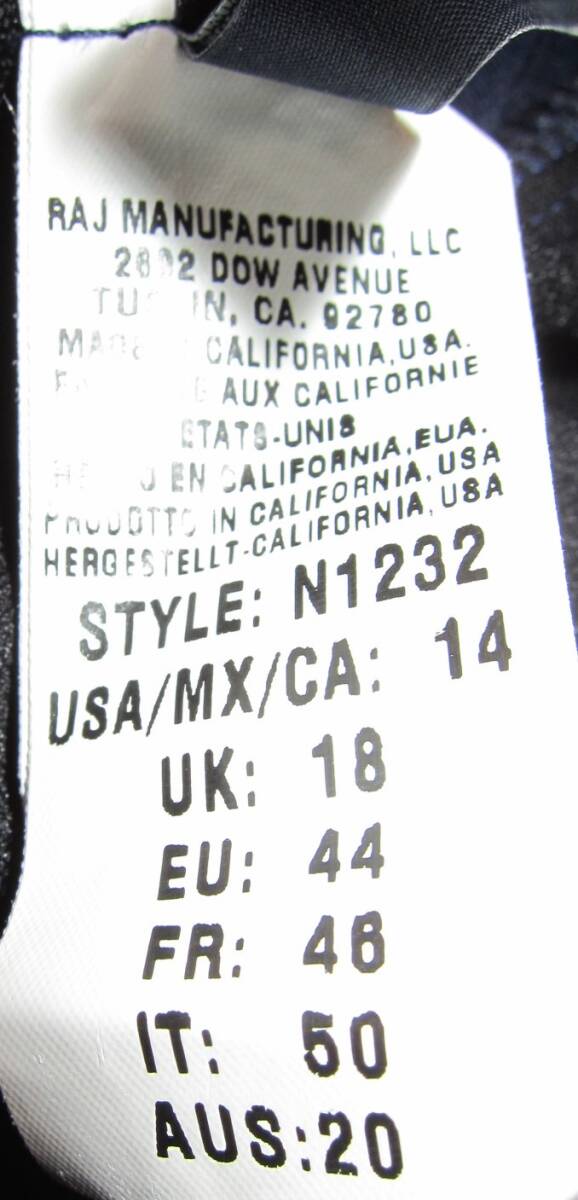 RAJ MANUFACTURING, LLC
DOW AVENUE
CA. 92780
CALIFORNIA, USA.
AUX CALIFORNIE
ETATS-UNIS
EN CALIFORNIA, EUA.
IN CALIFORNIA, USA
HERGESTELLT-CALIFORNIA, USA
STYLE: N1232
USA/MX/CA: 14
UK: 18
EU: 44
FR: 46
IT: 50
AUS:20